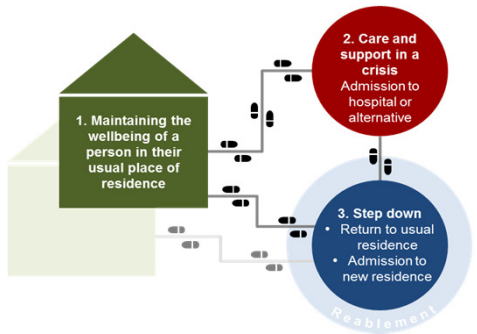 1. Maintaining the
wellbeing of a
person in their
usual place of
residence
2. Care and
support in a
crisis
Admission to
hospital or
alternative
3. Step down
• Return to usual
residence
• Admission to
new residence
Reablement